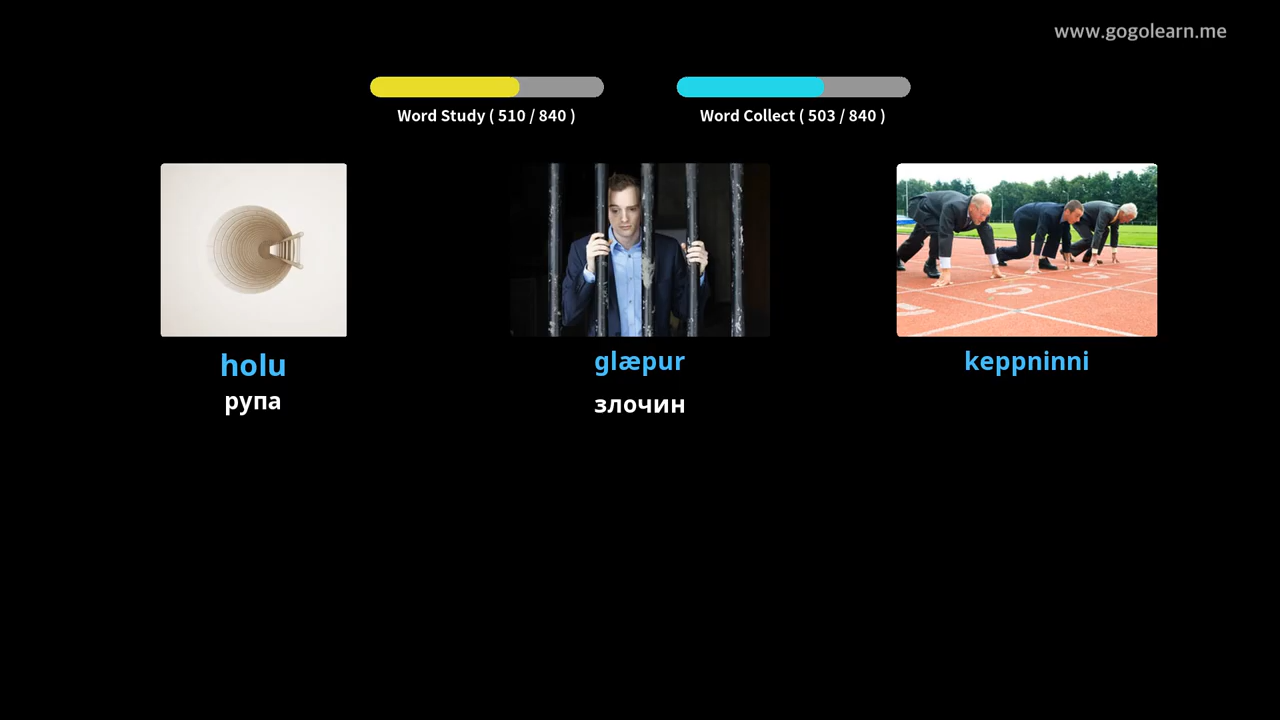 www.gogolearn.me
Word Study ( 510 / 840 )
Word Collect ( 503 / 840 )
holu
рупа
glæpur
злочин
keppninni